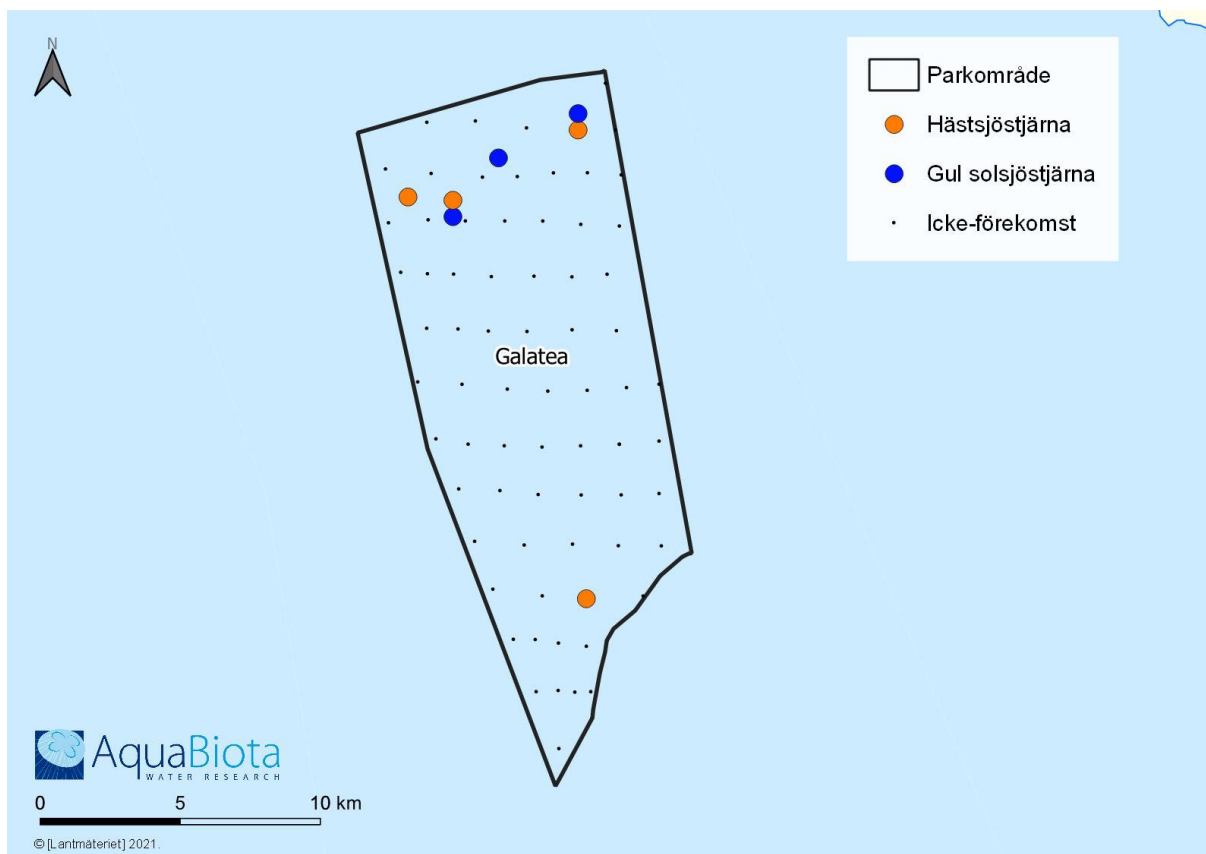 N
Parkområde
Hästsjöstjärna
Gul solsjöstjärna
Icke-förekomst
Galatea
AquaBiota
WATER RESEARCH
0 5 10 km
© [Lantmäteriet] 2021.